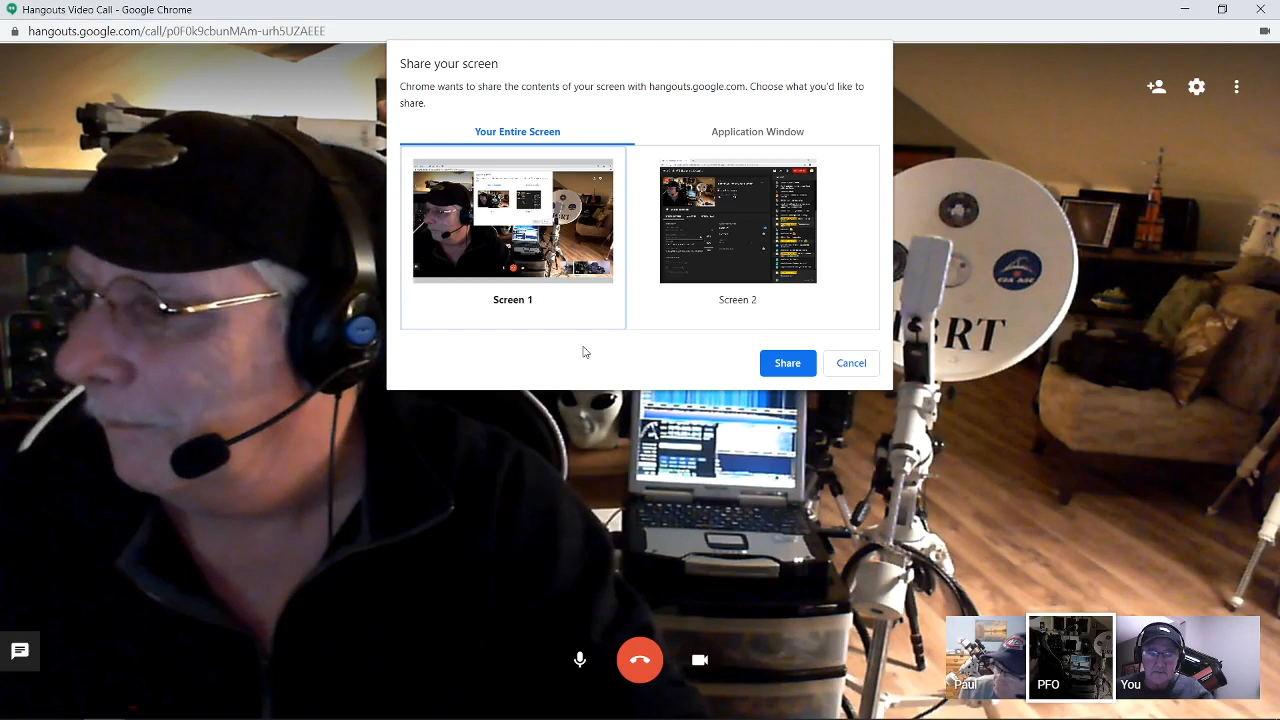 Hangouts Video Call - Google Chrome
hangouts.google.com/call/p0F0k9cbunMAm-urh5UZAEEE
Share your screen
Chrome wants to share the contents of your screen with hangouts.google.com. Choose what you'd like to
share.
Your Entire Screen
Application Window
Screen 1
Screen 2
Share
Cancel
BRT
Paul
PFO
You